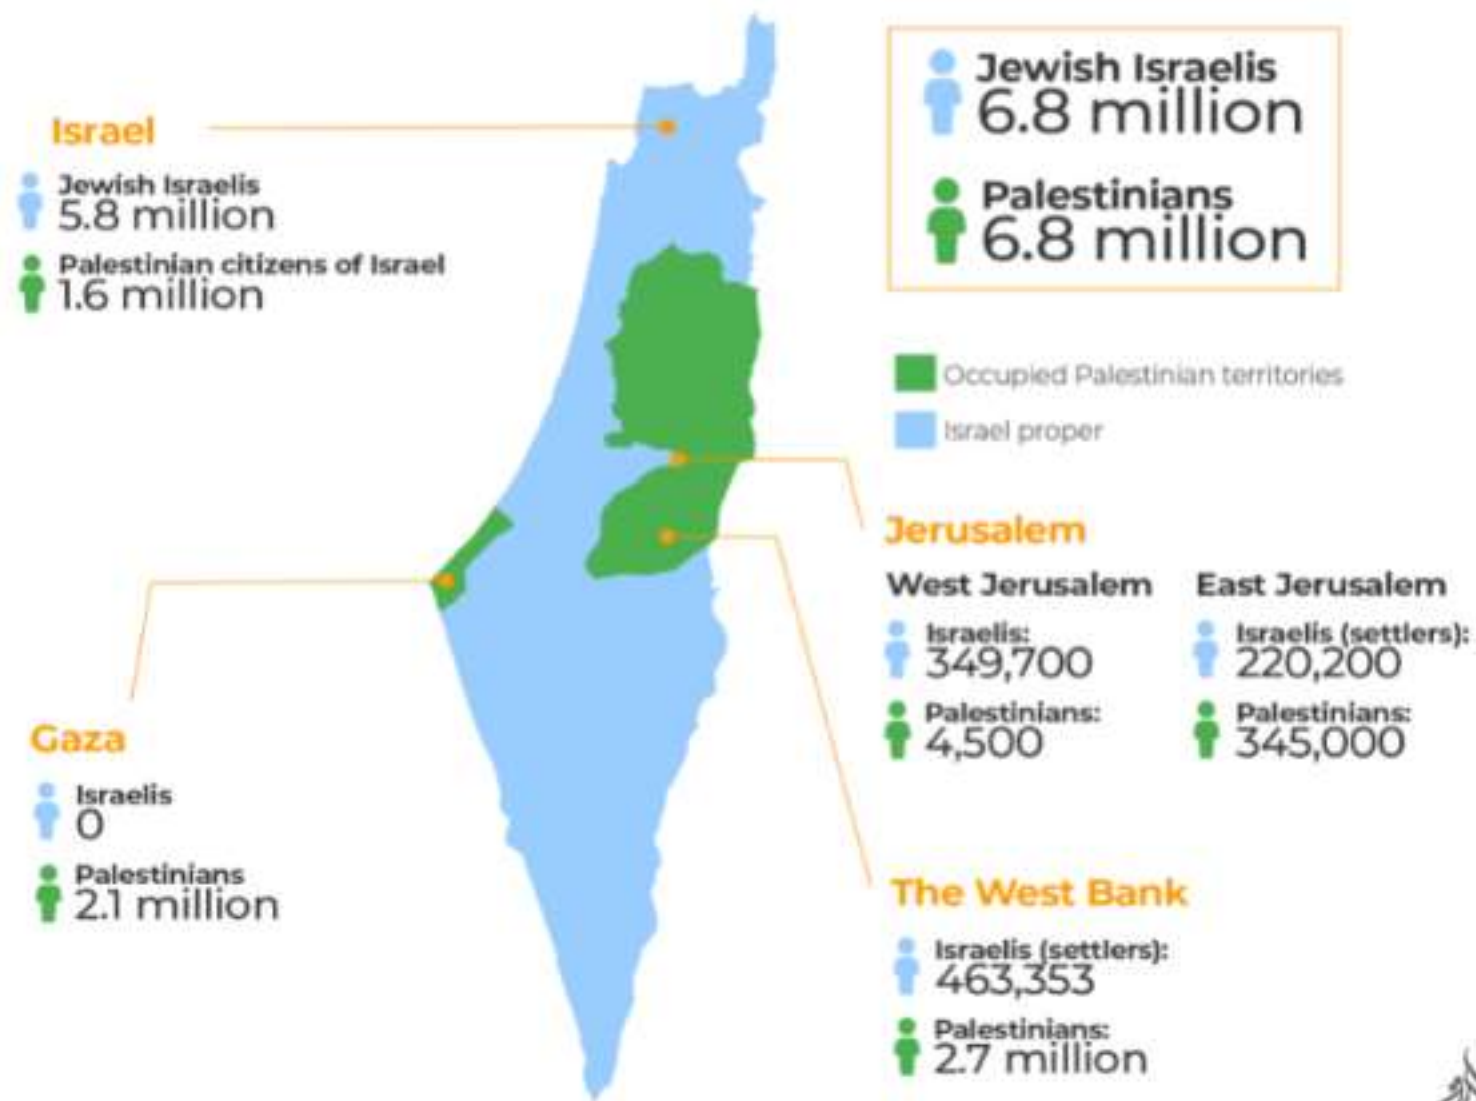 Israel
Jewish Israelis
5.8 million
Palestinian citizens of Israel
1.6 million
Jewish Israelis
6.8 million
Palestinians
6.8 million
Occupied Palestinian territories
Israel proper
Jerusalem
West Jerusalem
Israelis:
349,700
Palestinians:
4,500
East Jerusalem
Israelis (settlers):
220,200
Palestinians:
345,000
Gaza
Israelis
0
Palestinians
2.1 million
The West Bank
Israelis (settlers):
463,353
Palestinians:
2.7 million